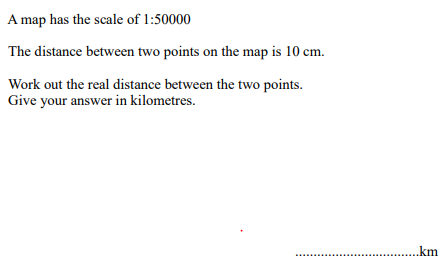 A map has the scale of 1:50000
The distance between two points on the map is 10 cm.
Work out the real distance between the two points.
Give your answer in kilometres.
..................................km